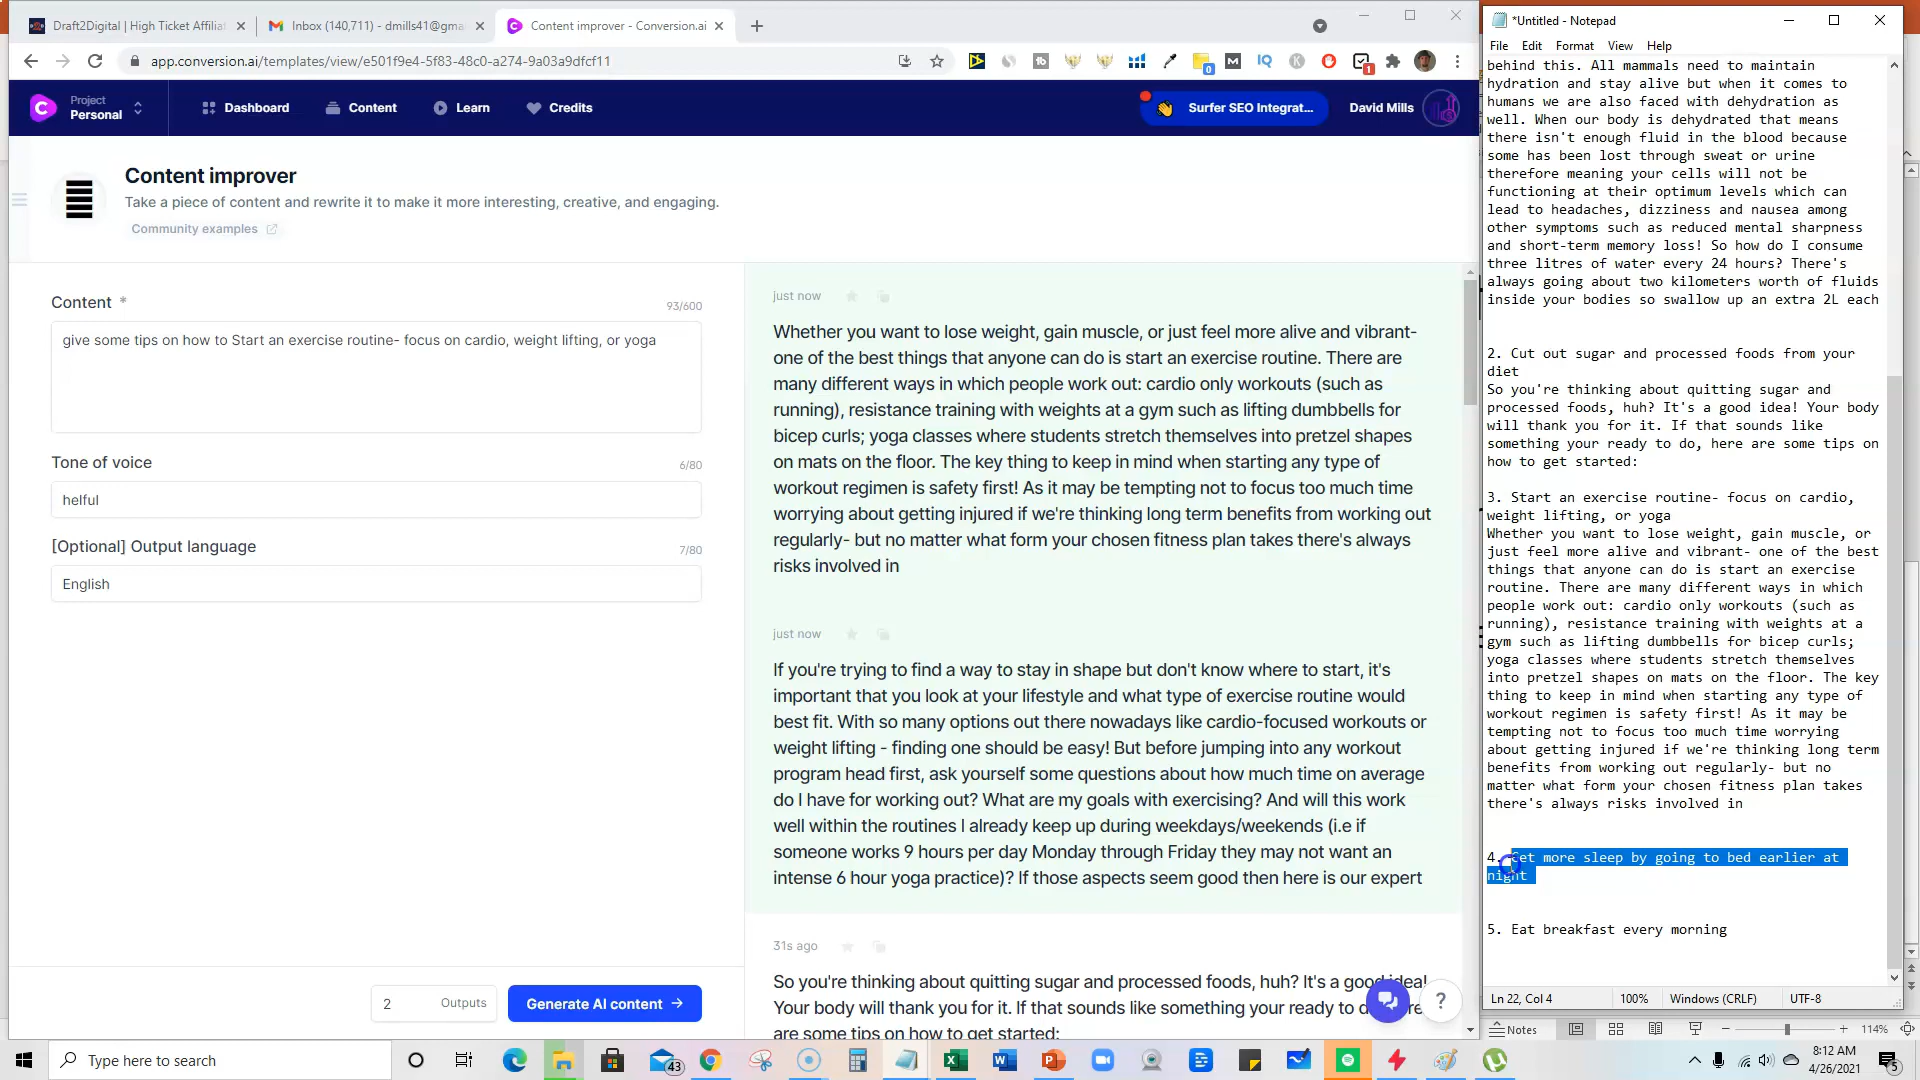 Draft2Digital | High Ticket Affilia
Inbox (140,711) - dmills41@gma
Content improver - Conversion.ai
app.conversion.ai/templates/view/e501f9e4-5f83-48c0-a274-9a03a9dfcf11
Project
Personal
Dashboard
Content
Learn
Credits
Surfer SEO Integrat...
David Mills
Content improver
Take a piece of content and rewrite it to make it more interesting, creative, and engaging.
Community examples
Content *
93/600
give some tips on how to Start an exercise routine- focus on cardio, weight lifting, or yoga
Tone of voice
6/80
helful
[Optional] Output language
7/80
English
2 Outputs
Generate AI content
just now
Whether you want to lose weight, gain muscle, or just feel more alive and vibrant-
one of the best things that anyone can do is start an exercise routine. There are
many different ways in which people work out: cardio only workouts (such as
running), resistance training with weights at a gym such as lifting dumbbells for
bicep curls; yoga classes where students stretch themselves into pretzel shapes
on mats on the floor. The key thing to keep in mind when starting any type of
workout regimen is safety first! As it may be tempting not to focus too much time
worrying about getting injured if we're thinking long term benefits from working out
regularly- but no matter what form your chosen fitness plan takes there's always
risks involved in
just now
If you're trying to find a way to stay in shape but don't know where to start, it's
important that you look at your lifestyle and what type of exercise routine would
best fit. With so many options out there nowadays like cardio-focused workouts or
weight lifting - finding one should be easy! But before jumping into any workout
program head first, ask yourself some questions about how much time on average
do I have for working out? What are my goals with exercising? And will this work
well within the routines I already keep up during weekdays/weekends (i.e if
someone works 9 hours per day Monday through Friday they may not want an
intense 6 hour yoga practice)? If those aspects seem good then here is our expert
31s ago
So you're thinking about quitting sugar and processed foods, huh? It's a good idea!
Your body will thank you for it. If that sounds like something your ready to d re
are some tips on how to get started:
*Untitled - Notepad
File Edit Format View Help
behind this. All mammals need to maintain
hydration and stay alive but when it comes to
humans we are also faced with dehydration as
well. When our body is dehydrated that means
there isn't enough fluid in the blood because
some has been lost through sweat or urine
therefore meaning your cells will not be
functioning at their optimum levels which can
lead to headaches, dizziness and nausea among
other symptoms such as reduced mental sharpness
and short-term memory loss! So how do I consume
three litres of water every 24 hours? There's
always going about two kilometers worth of fluids
inside your bodies so swallow up an extra 2L each
2. Cut out sugar and processed foods from your
diet
So you're thinking about quitting sugar and
processed foods, huh? It's a good idea! Your body
will thank you for it. If that sounds like
something your ready to do, here are some tips on
how to get started:
3. Start an exercise routine- focus on cardio,
weight lifting, or yoga
Whether you want to lose weight, gain muscle, or
just feel more alive and vibrant- one of the best
things that anyone can do is start an exercise
routine. There are many different ways in which
people work out: cardio only workouts (such as
running), resistance training with weights at a
gym such as lifting dumbbells for bicep curls;
yoga classes where students stretch themselves
into pretzel shapes on mats on the floor. The key
thing to keep in mind when starting any type of
workout regimen is safety first! As it may be
tempting not to focus too much time worrying
about getting injured if we're thinking long term
benefits from working out regularly- but no
matter what form your chosen fitness plan takes
there's always risks involved in
4. Get more sleep by going to bed earlier at
night
5. Eat breakfast every morning
Ln 22, Col 4
100%
Windows (CRLF)
UTF-8
Notes
114%
Type here to search
43
8:12 AM
4/26/2021
5